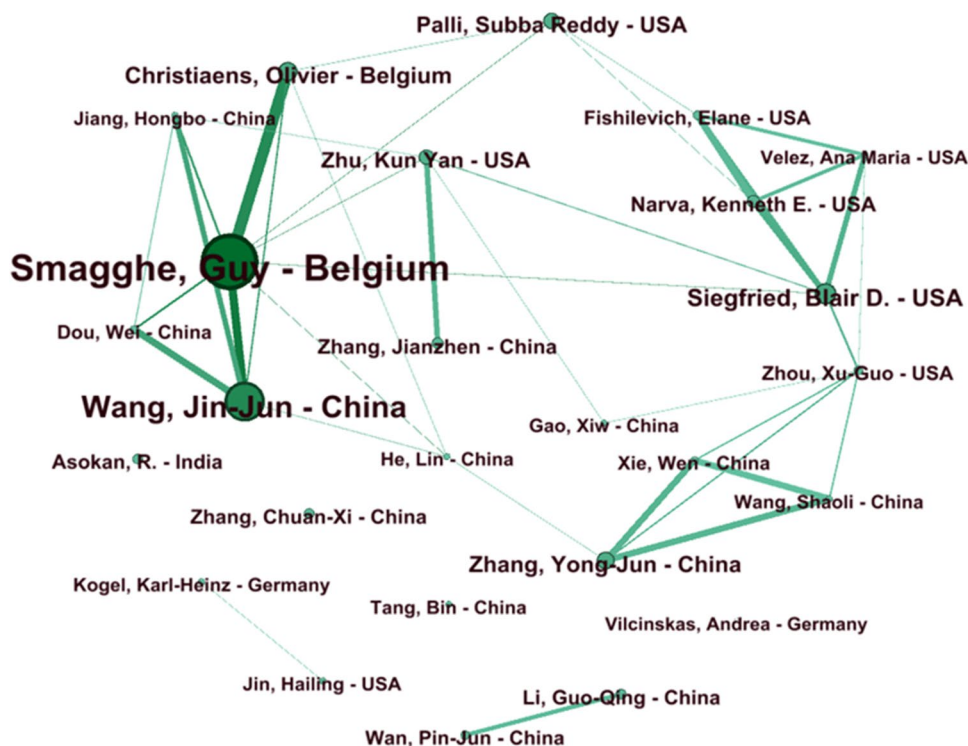 Palli, Subba Reddy - USA
Christiaens, Olivier - Belgium
Jiang, Hongbo - China
Fishilevich, Elane - USA
Zhu, Kun Yan - USA
Velez, Ana Maria - USA
Narva, Kenneth E. - USA
Smagghe, Guy - Belgium
Siegfried, Blair D. - USA
Dou, Wei - China
Zhang, Jianzhen - China
Zhou, Xu-Guo - USA
Wang, Jin-Jun - China
Gao, Xiw - China
Asokan, R. - India
He, Lin - China
Xie, Wen - China
Wang, Shaoli - China
Zhang, Chuan-Xi - China
Zhang, Yong-Jun - China
Kogel, Karl-Heinz - Germany
Tang, Bin - China
Vilcinskas, Andrea - Germany
Jin, Hailing - USA
Li, Guo-Qing - China
Wan, Pin-Jun - China